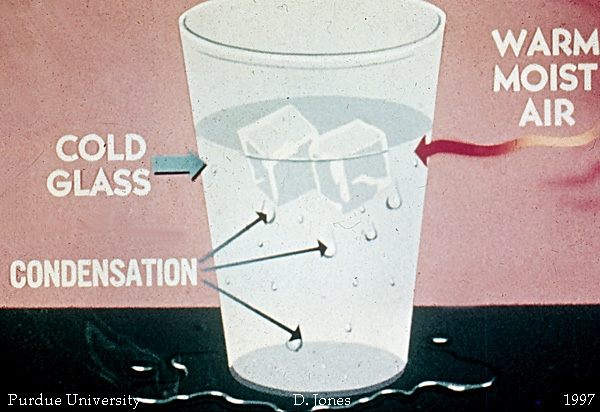 WARM
MOIST
AIR
COLD
GLASS
CONDENSATION
Purdue University
D. Jones
1997